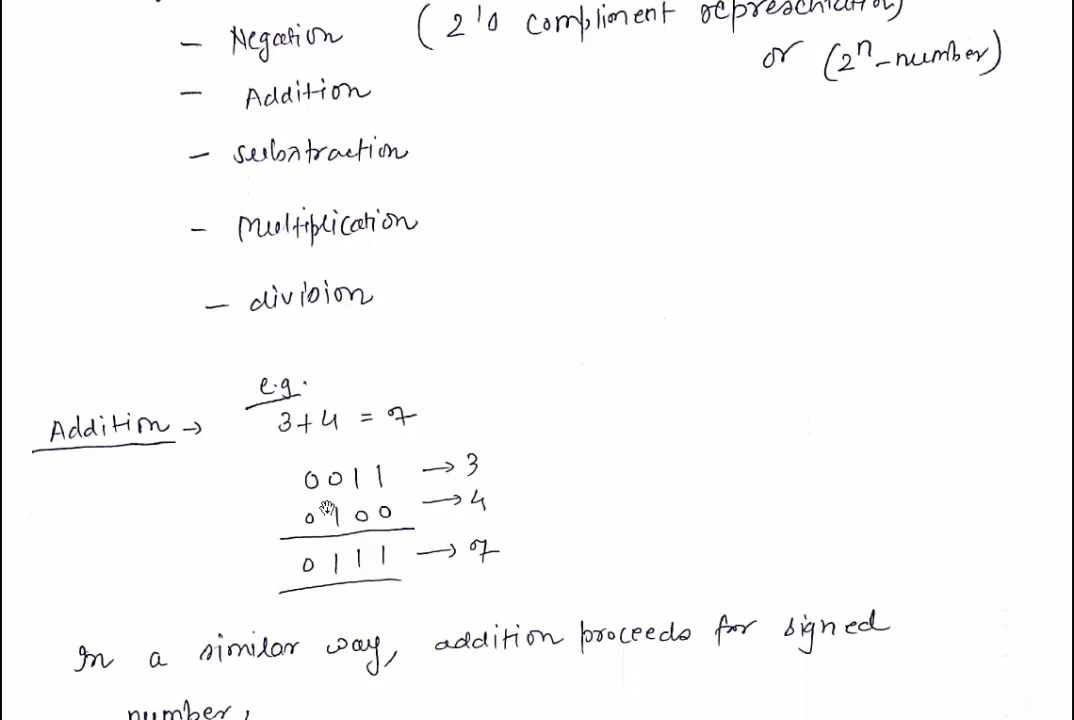 - Negation (2's compliment representation)
or (2ⁿ-number)
- Addition
- subtraction
- multiplication
- division
e.g.
Addition → 3+4 = 7
0011 → 3
0100 → 4
0111 → 7
In a similar way, addition proceeds for signed
number,